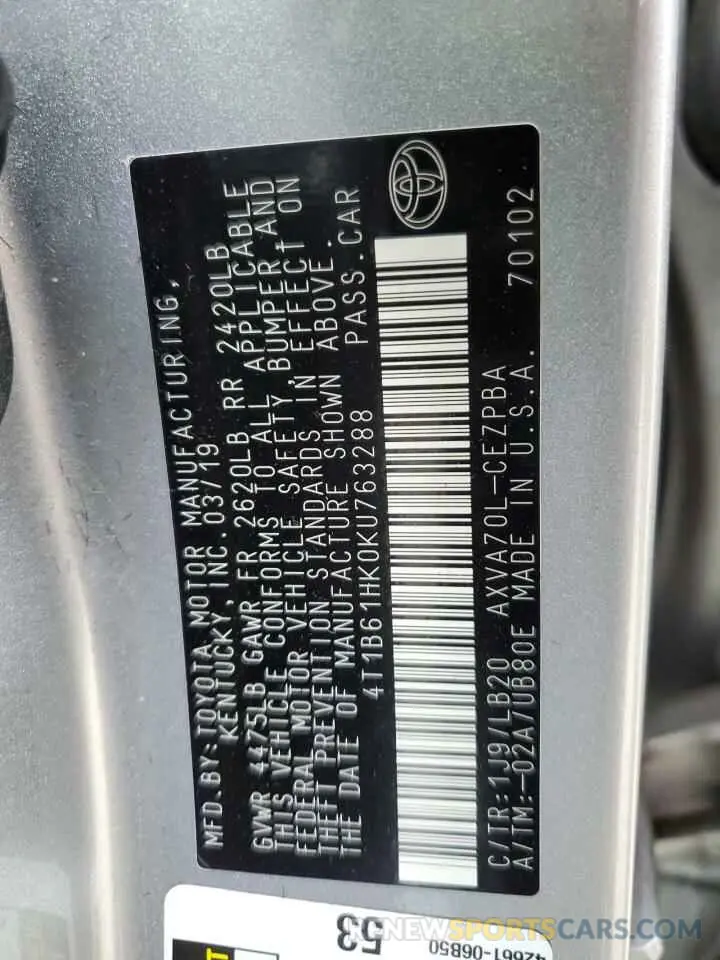 MFD.BY:TOYOTA MOTOR MANUFACTURING,
KENTUCKY, INC. 03/19
GVWR 4475LB GAWR FR 2620LB RR 2420LB
THIS VEHICLE CONFORMS TO ALL APPLICABLE
FEDERAL MOTOR VEHICLE SAFETY, BUMPER, AND
THEFT PREVENTION STANDARDS IN EFFECT ON
THE DATE OF MANUFACTURE SHOWN ABOVE.
4T1B61HK0KU763288 PASS.CAR
C/TR:1J9/LB20 AXVA70L-CEZPBA
A/TM:-02A/UB80E MADE IN U.S.A. 70102
53
42661-06B50
RENEWSPORTS-CAR.COM